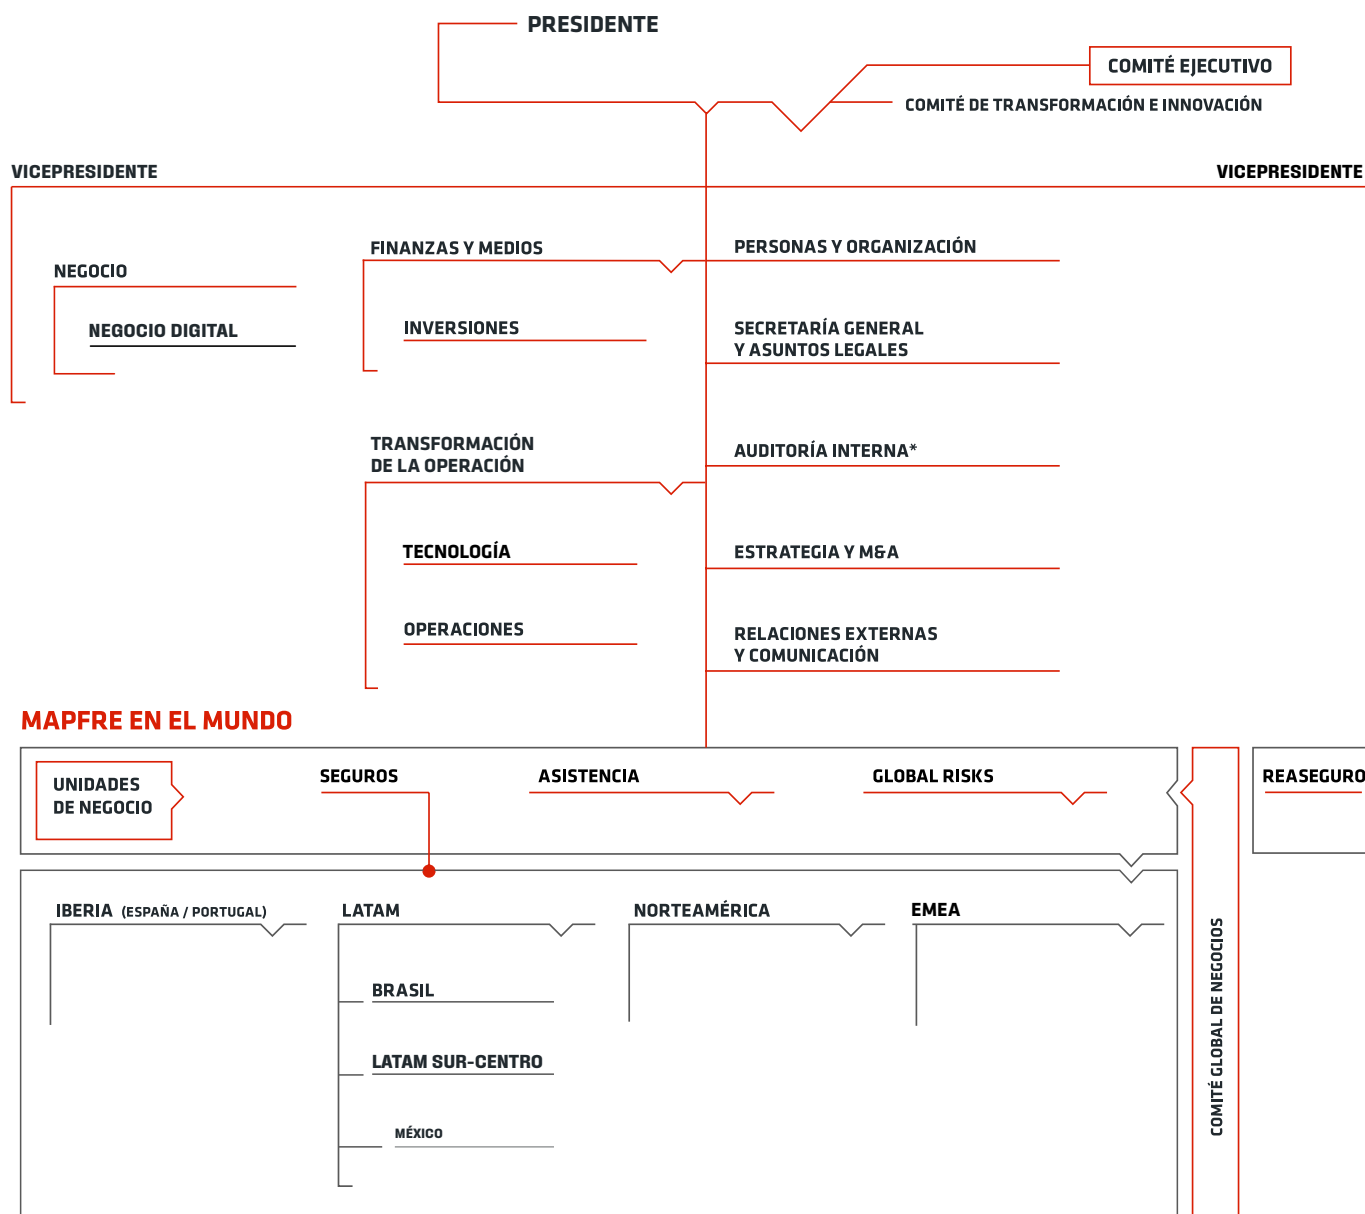 PRESIDENTE
COMITÉ EJECUTIVO
COMITÉ DE TRANSFORMACIÓN E INNOVACIÓN
VICEPRESIDENTE
VICEPRESIDENTE
FINANZAS Y MEDIOS
PERSONAS Y ORGANIZACIÓN
NEGOCIO
NEGOCIO DIGITAL
INVERSIONES
SECRETARÍA GENERAL
Y ASUNTOS LEGALES
TRANSFORMACIÓN
DE LA OPERACIÓN
AUDITORÍA INTERNA*
TECNOLOGÍA
ESTRATEGIA Y M&A
OPERACIONES
RELACIONES EXTERNAS
Y COMUNICACIÓN
MAPFRE EN EL MUNDO
UNIDADES
DE NEGOCIO
SEGUROS
ASISTENCIA
GLOBAL RISKS
REASEGURO
IBERIA (ESPAÑA / PORTUGAL)
LATAM
NORTEAMÉRICA
EMEA
BRASIL
LATAM SUR-CENTRO
MÉXICO
COMITÉ GLOBAL DE NEGOCIOS